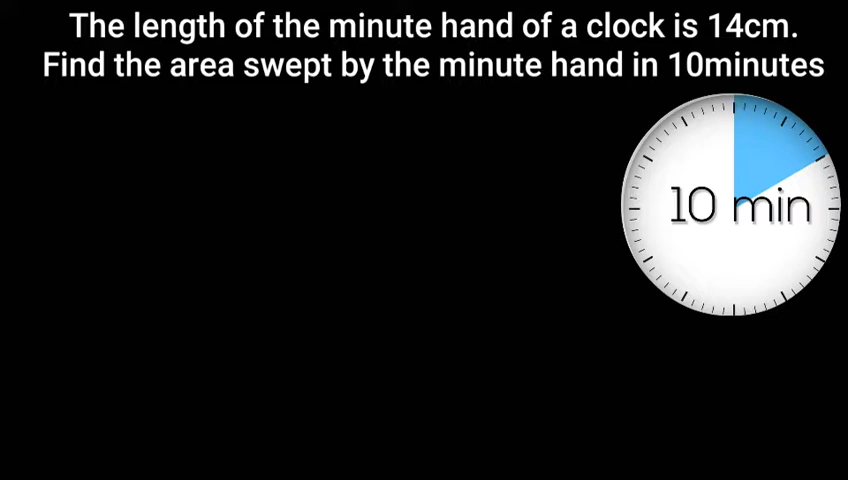 The length of the minute hand of a clock is 14cm.
Find the area swept by the minute hand in 10minutes
10 min